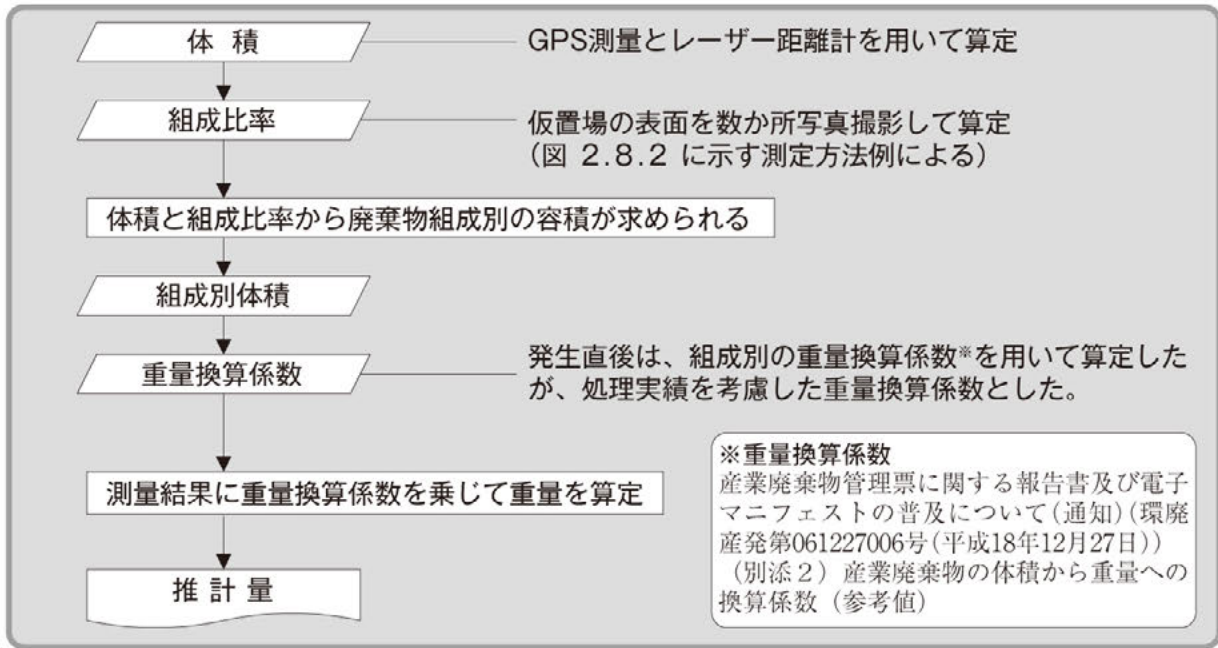 体 積
GPS測量とレーザー距離計を用いて算定
組成比率
仮置場の表面を数か所写真撮影して算定
（図 2.8.2 に示す測定方法例による）
体積と組成比率から廃棄物組成別の容積が求められる
組成別体積
重量換算係数
発生直後は、組成別の重量換算係数※を用いて算定した
が、処理実績を考慮した重量換算係数とした。
測量結果に重量換算係数を乗じて重量を算定
推 計 量
※重量換算係数
産業廃棄物管理票に関する報告書及び電子
マニフェストの普及について（通知）（環廃
産発第061227006号（平成18年12月27日））
（別添２）産業廃棄物の体積から重量への
換算係数（参考値）